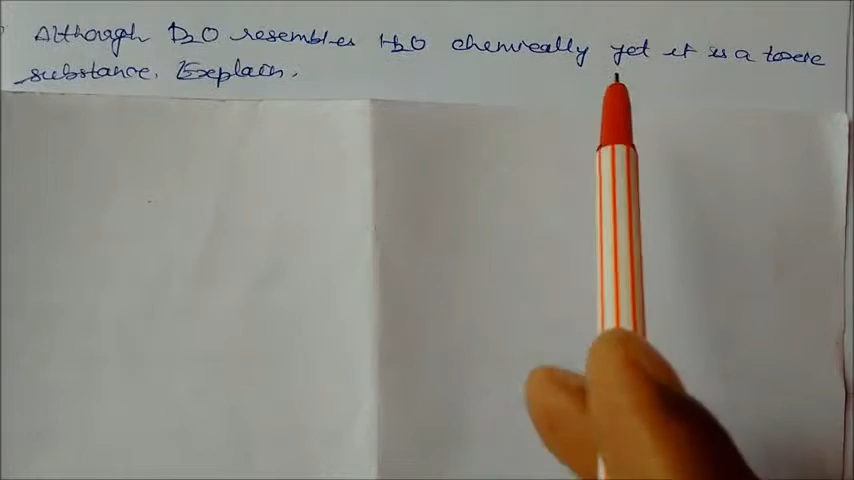 Although D2O resembles H2O chemically yet it is a toxic
substance. Explain.